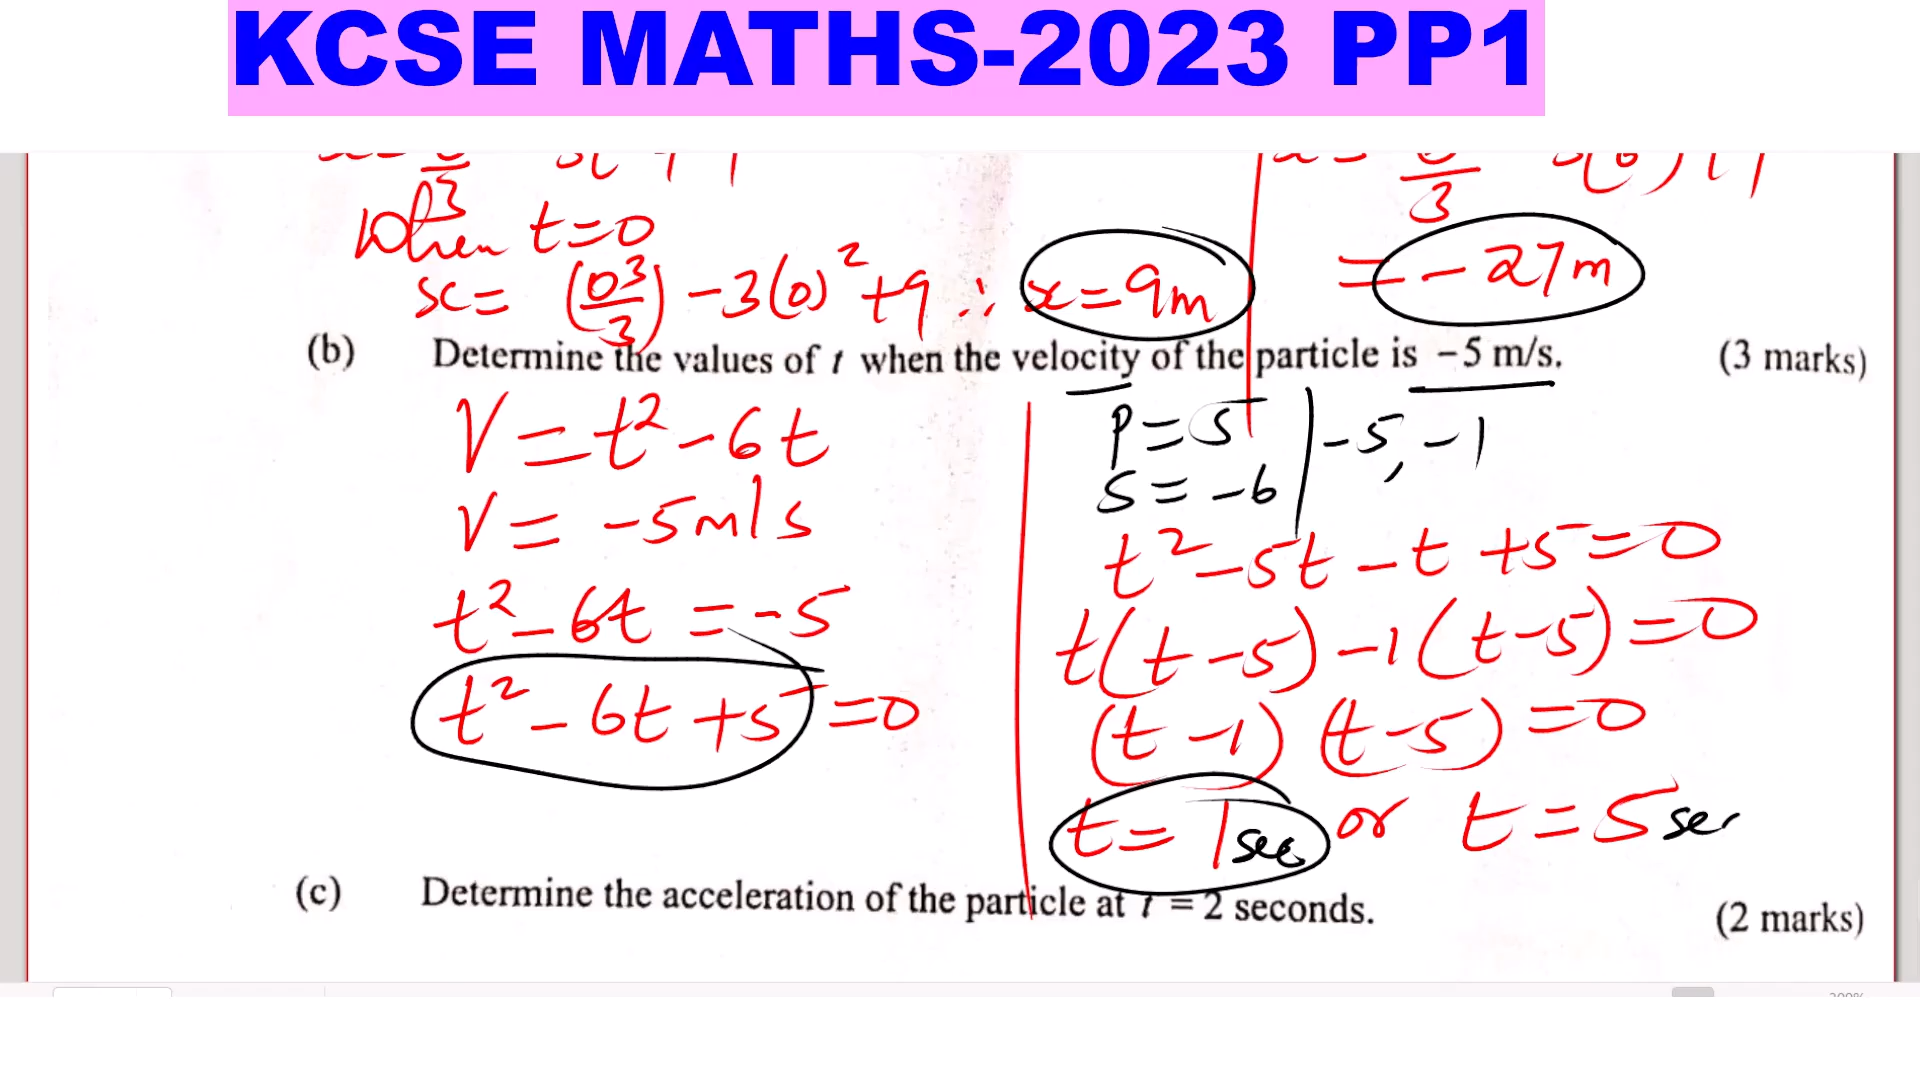 KCSE MATHS-2023 PP1
When t=0
x= (0³/3) -3(0)²+9 ∴ x=9m
= -27m
(b) Determine the values of t when the velocity of the particle is -5 m/s. (3 marks)
V = t² - 6t
V = -5m/s
t² - 6t = -5
t² - 6t + 5 = 0
P = 5 | -5, -1
S = -6
t² - 5t - t + 5 = 0
t(t-5) -1(t-5) = 0
(t-1) (t-5) = 0
t = 1sec or t = 5sec
(c) Determine the acceleration of the particle at t = 2 seconds. (2 marks)